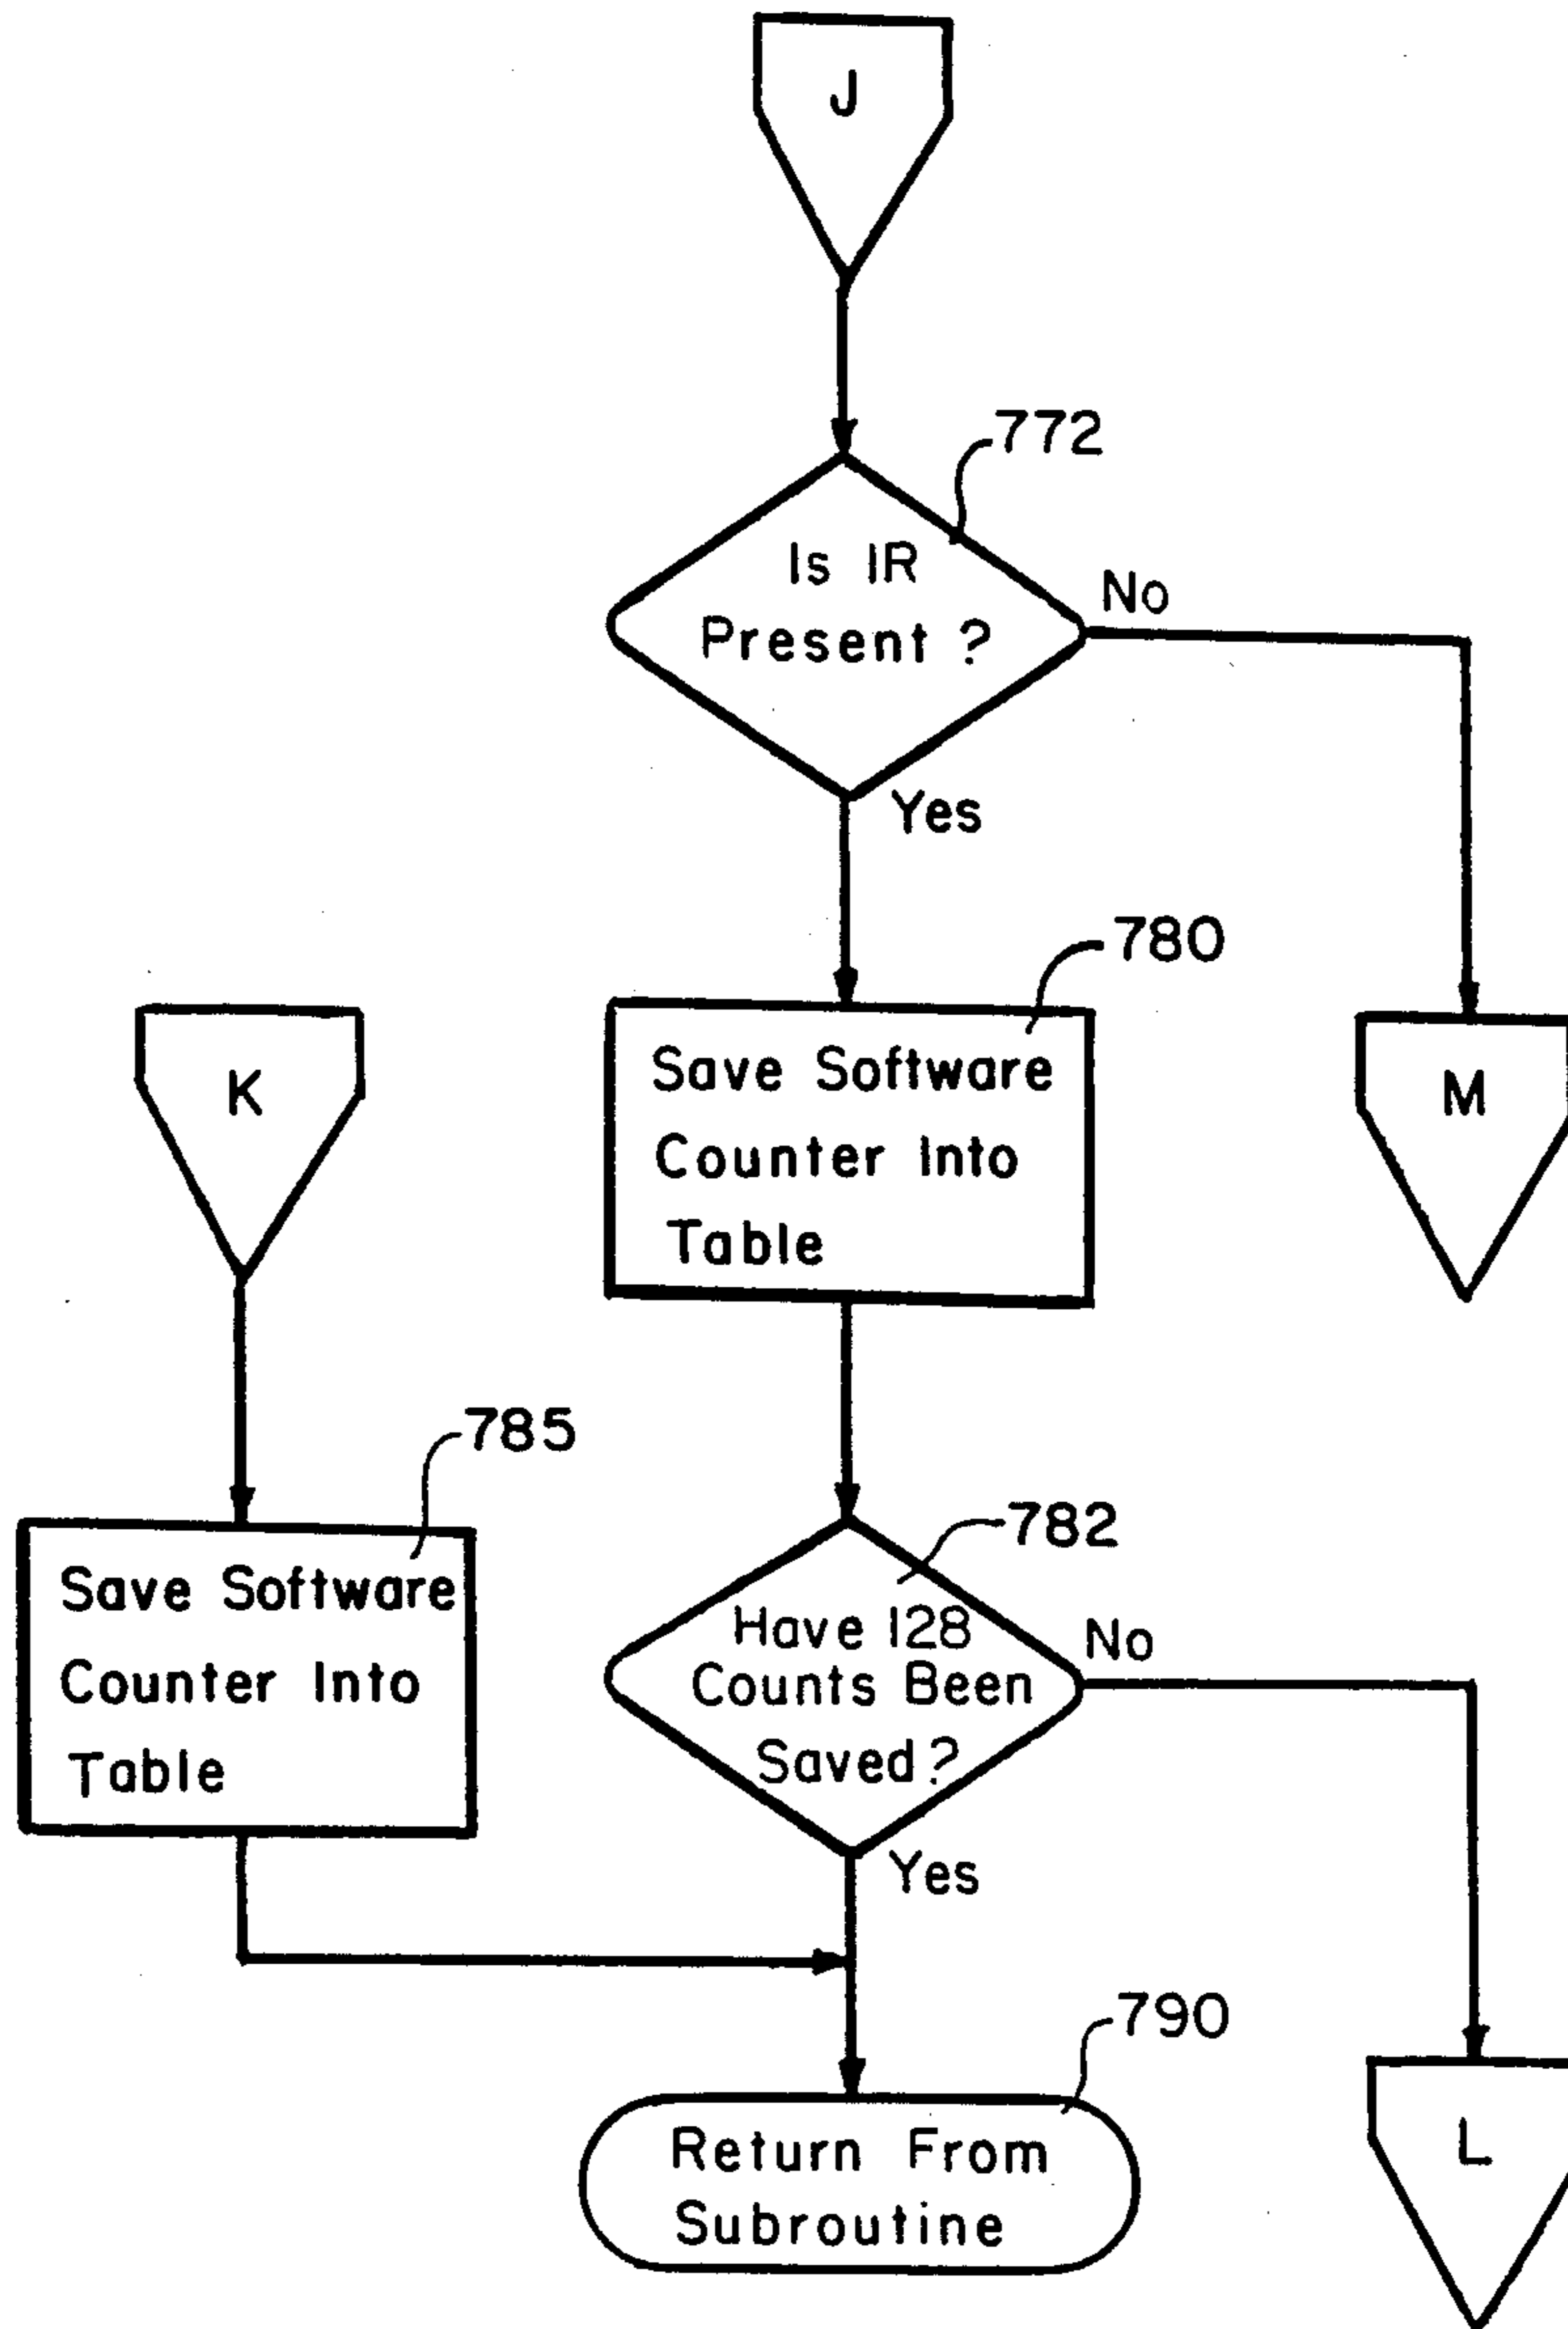 J
772
Is IR
Present ?
No
Yes
780
Save Software
Counter Into
Table
K
M
785
Save Software
Counter Into
Table
782
Have 128
Counts Been
Saved?
No
Yes
790
Return From
Subroutine
L